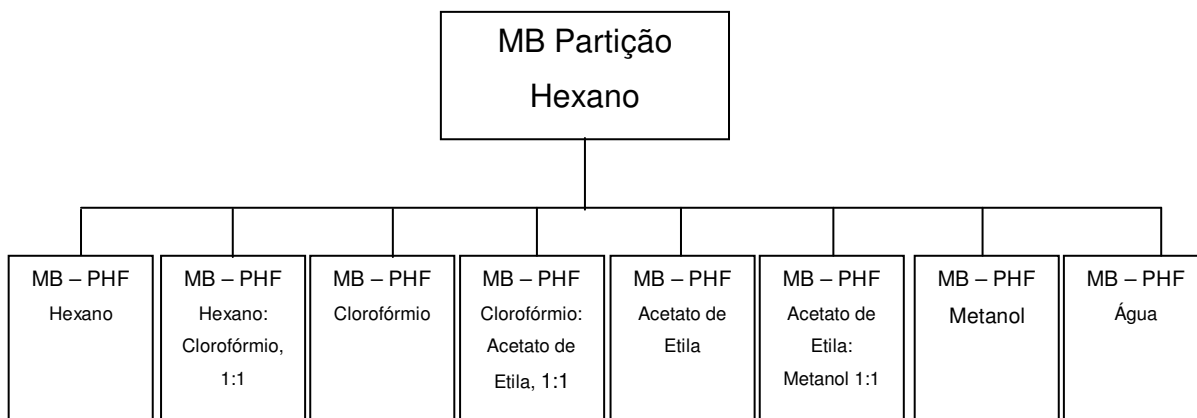 MB Partição
Hexano
MB – PHF
Hexano
MB – PHF
Hexano:
Clorofórmio,
1:1
MB – PHF
Clorofórmio
MB – PHF
Clorofórmio:
Acetato de
Etila, 1:1
MB – PHF
Acetato de
Etila
MB – PHF
Acetato de
Etila:
Metanol 1:1
MB – PHF
Metanol
MB – PHF
Água